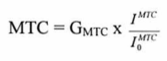 MTC = G_MTC x I^MTC / I_0^MTC